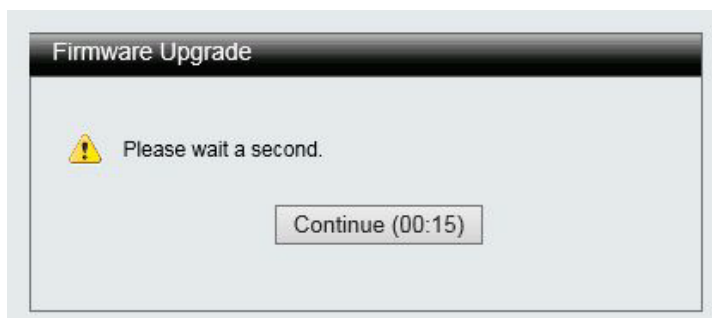 Firmware Upgrade
Please wait a second.
Continue (00:15)